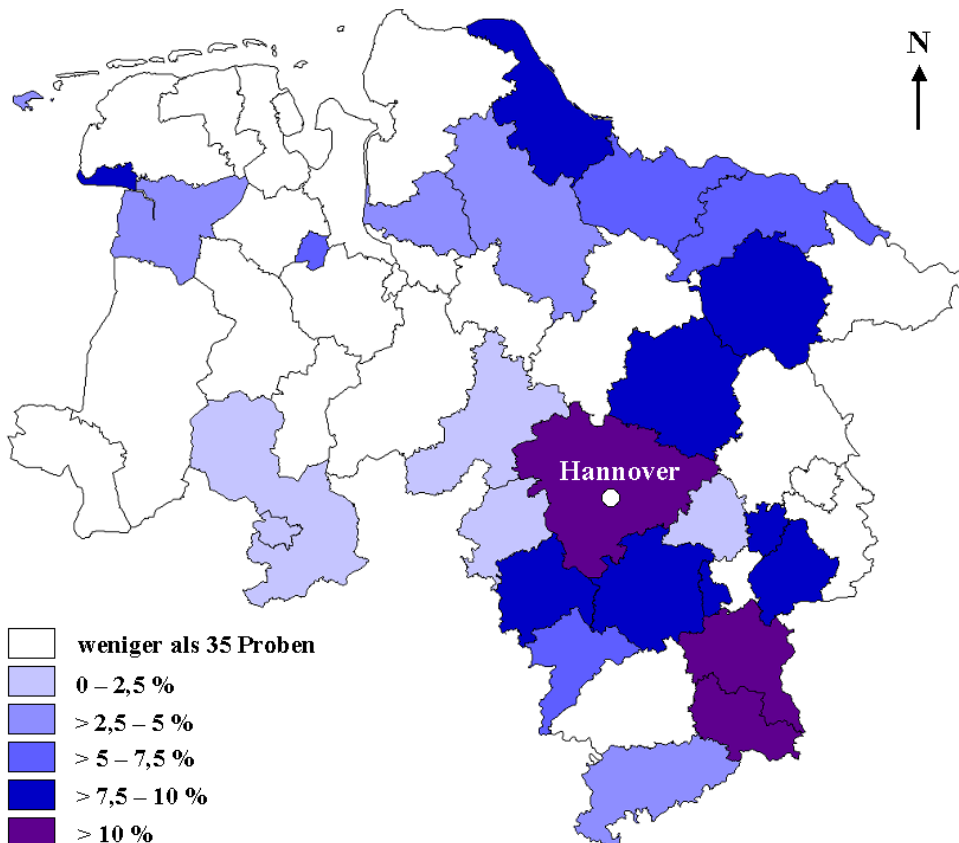 N
Hannover
weniger als 35 Proben
0 – 2,5 %
> 2,5 – 5 %
> 5 – 7,5 %
> 7,5 – 10 %
> 10 %